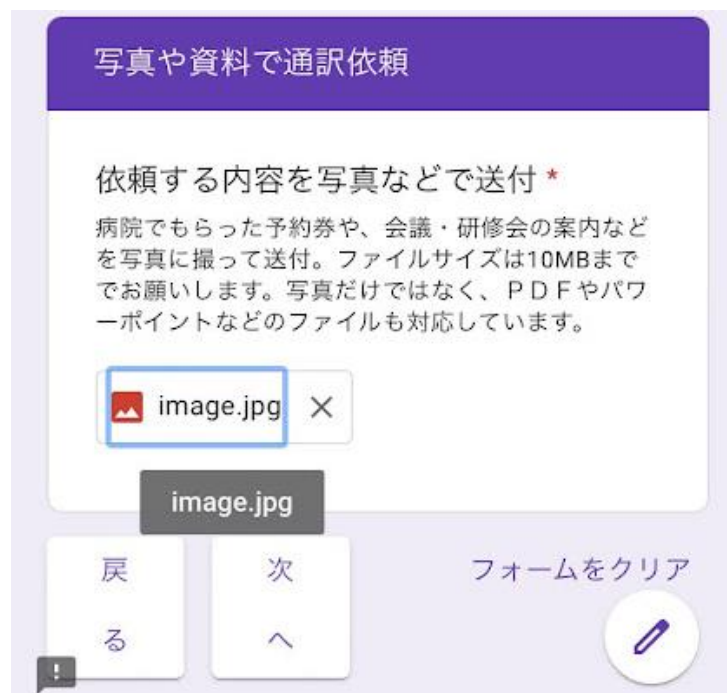 写真や資料で通訳依頼
依頼する内容を写真などで送付 *
病院でもらった予約券や、会議・研修会の案内など
を写真に撮って送付。ファイルサイズは10MBまで
でお願いします。写真だけではなく、ＰＤＦやパワ
ーポイントなどのファイルも対応しています。
image.jpg
image.jpg
戻る
次へ
フォームをクリア